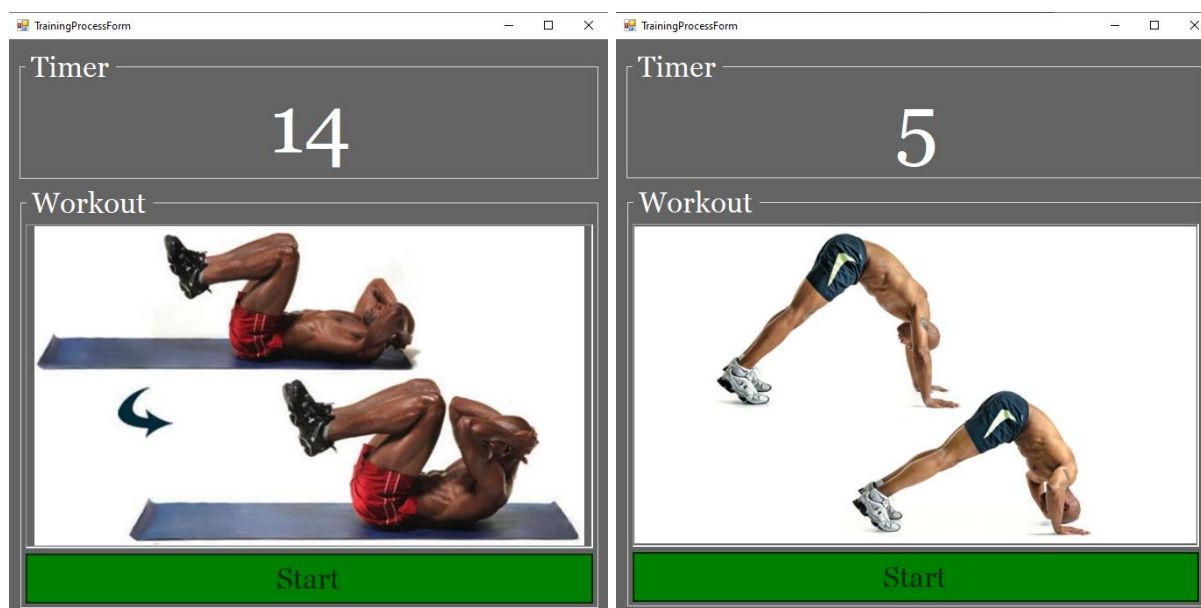 TrainingProcessForm
Timer
14
Workout
Start
TrainingProcessForm
Timer
5
Workout
Start